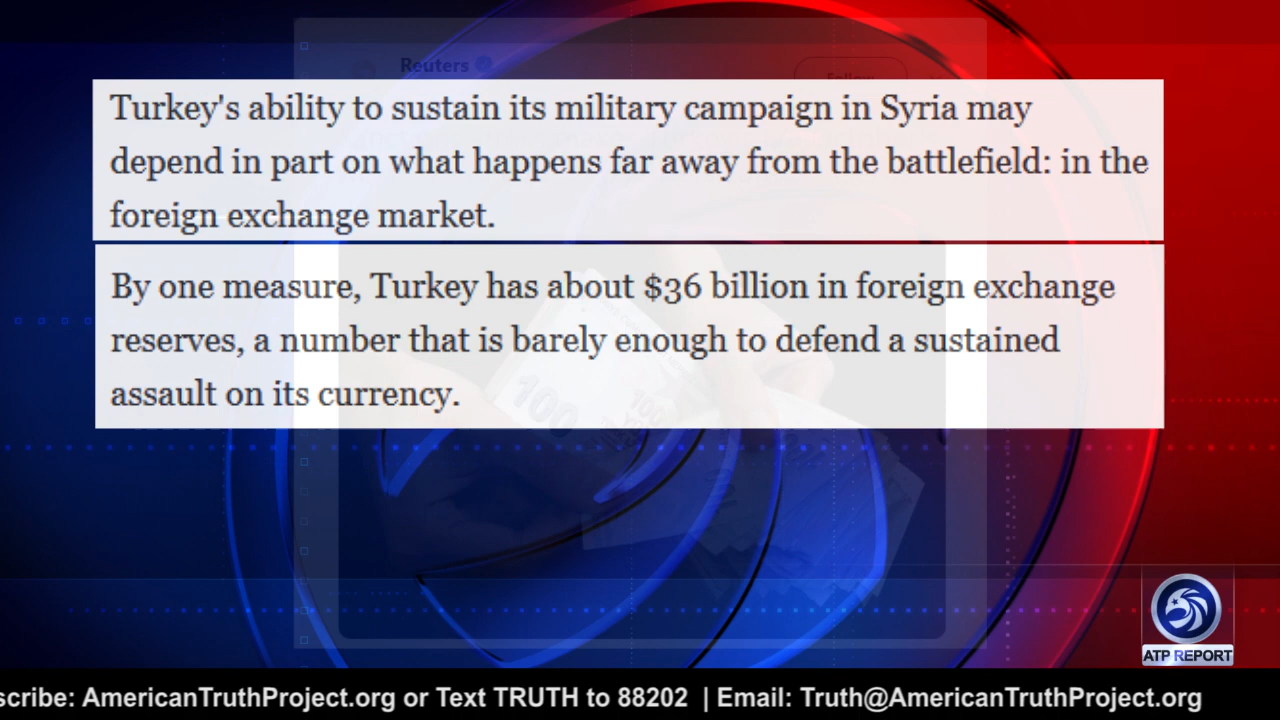 Reuters
Follow
Turkey's ability to sustain its military campaign in Syria may
depend in part on what happens far away from the battlefield: in the
foreign exchange market.
By one measure, Turkey has about $36 billion in foreign exchange
reserves, a number that is barely enough to defend a sustained
assault on its currency.
100
100
ATP REPORT
scribe: AmericanTruthProject.org or Text TRUTH to 88202 | Email: Truth@AmericanTruthProject.org